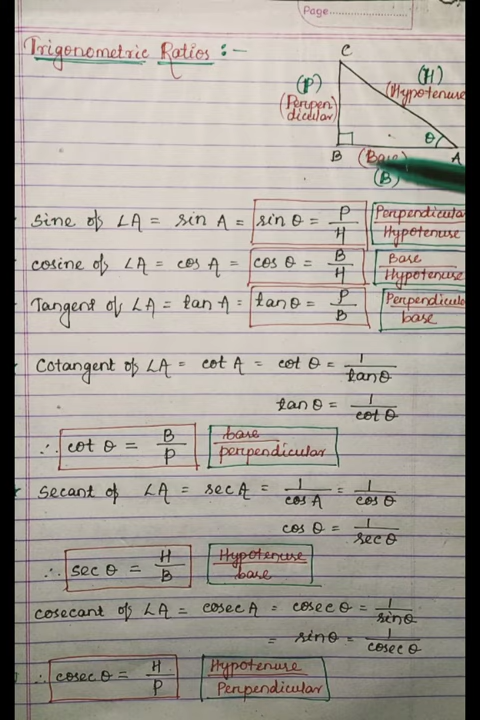 Page
Trigonometric Ratios :-
C
(P)
(Perpendicular)
(H)
(Hypotenuse
θ
B
A
(Base)
(B)
Sine of ∠A = sin A = sin θ = P/H Perpendicular/Hypotenuse
cosine of ∠A = cos A = cos θ = B/H Base/Hypotenuse
Tangent of ∠A = tan A = tan θ = P/B Perpendicula/base
Cotangent of ∠A = cot A = cot θ = 1/tanθ
tan θ = 1/cot θ
∴ cot θ = B/P base/perpendicular
Secant of ∠A = sec A = 1/cos A = 1/cos θ
cos θ = 1/sec θ
∴ sec θ = H/B Hypotenuse/base
cosecant of ∠A = cosec A = cosec θ = 1/sinθ
= sin θ = 1/cosec θ
∴ cosec θ = H/P Hypotenuse/Perpendicular